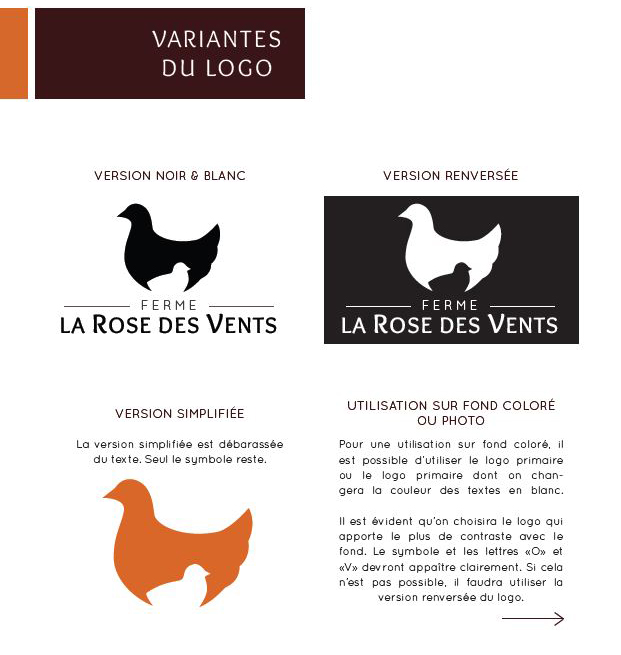 VARIANTES
DU LOGO
VERSION NOIR & BLANC
FERME
LA ROSE DES VENTS
VERSION RENVERSÉE
FERME
LA ROSE DES VENTS
VERSION SIMPLIFIÉE
La version simplifiée est débarassée
du texte. Seul le symbole reste.
UTILISATION SUR FOND COLORÉ
OU PHOTO
Pour une utilisation sur fond coloré, il
est possible d'utiliser le logo primaire
ou le logo primaire dont on chan-
gera la couleur des textes en blanc.
Il est évident qu'on choisira le logo qui
apporte le plus de contraste avec le
fond. Le symbole et les lettres «O» et
«V» devront appaître clairement. Si cela
n'est pas possible, il faudra utiliser la
version renversée du logo.